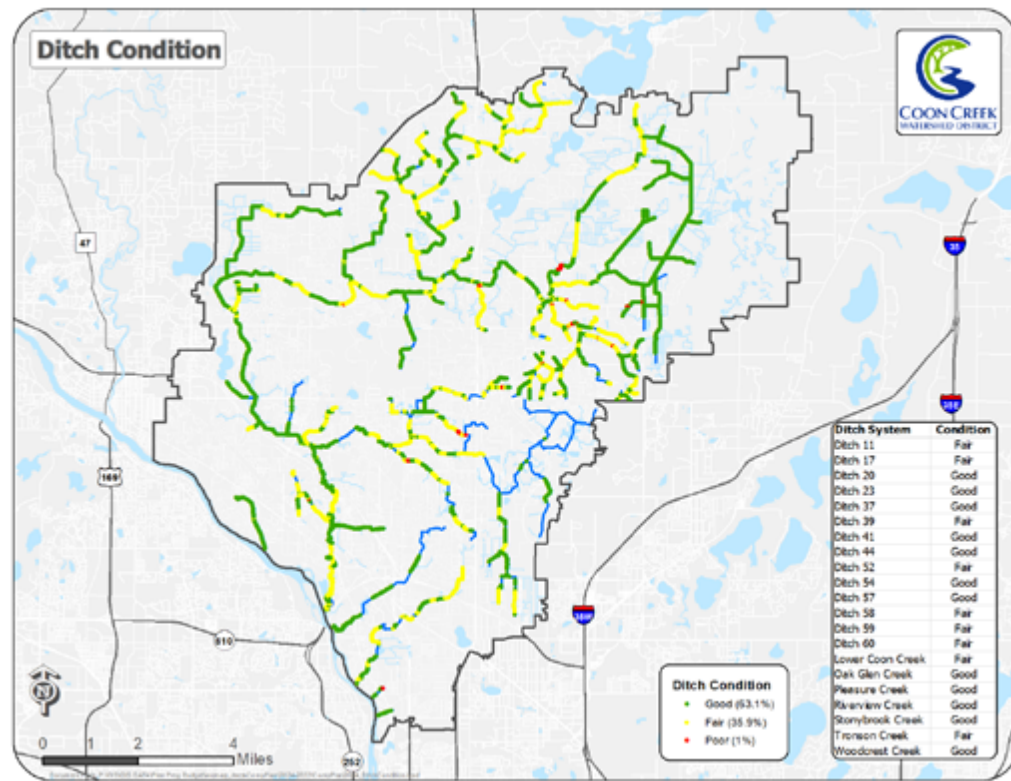 Ditch Condition
COON CREEK
WATERSHED DISTRICT
47
35
35E
169
Ditch System Condition
Ditch 11 Fair
Ditch 17 Fair
Ditch 20 Good
Ditch 23 Good
Ditch 37 Good
Ditch 39 Fair
Ditch 41 Good
Ditch 44 Good
Ditch 52 Fair
Ditch 54 Good
Ditch 57 Good
Ditch 58 Fair
Ditch 59 Fair
Ditch 60 Fair
Lower Coon Creek Fair
Oak Glen Creek Good
Pleasure Creek Good
Riverview Creek Good
Stonybrook Creek Good
Tronson Creek Fair
Woodcrest Creek Good
35W
610
Ditch Condition
Good (63.1%)
Fair (35.9%)
Poor (1%)
N
0 1 2 4
Miles
252